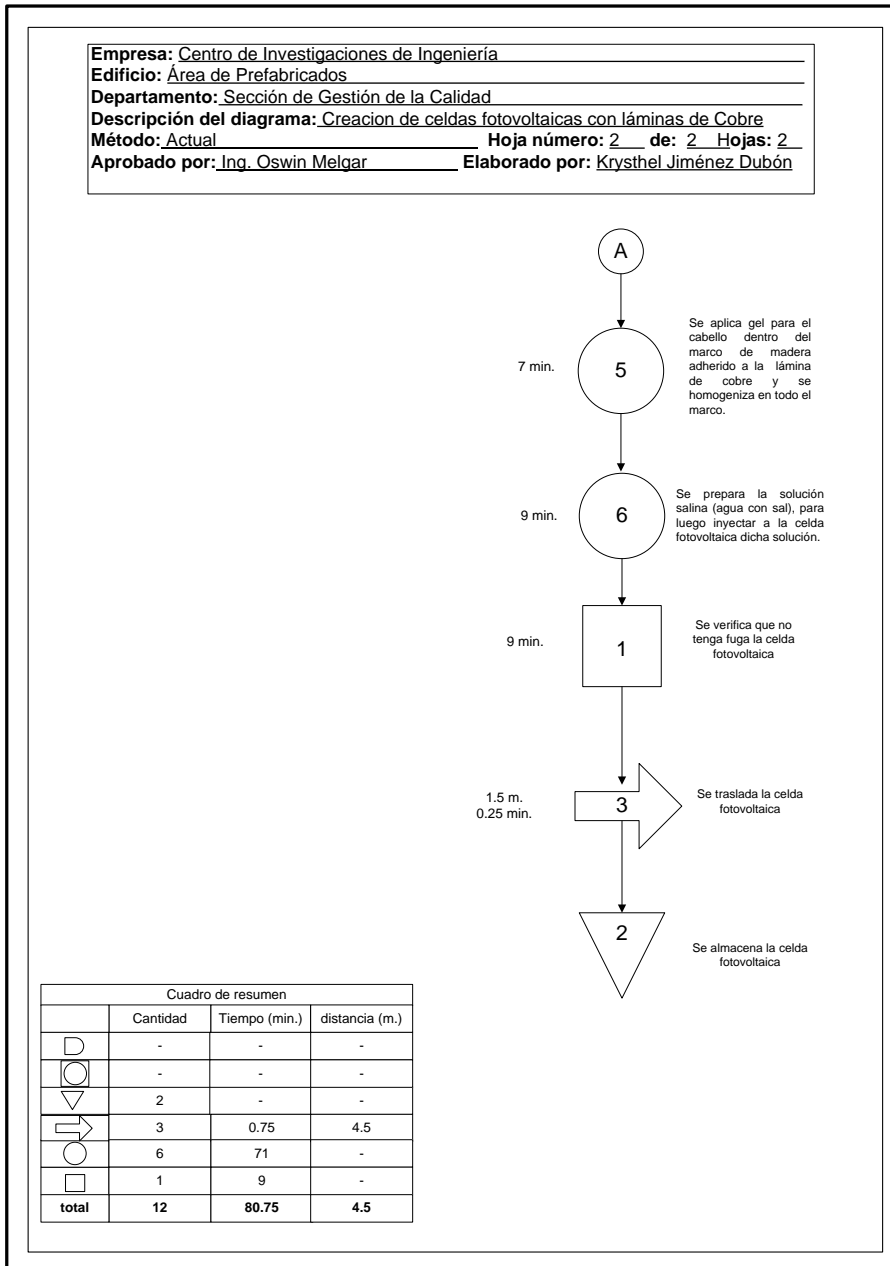 Empresa: Centro de Investigaciones de Ingeniería
Edificio: Área de Prefabricados
Departamento: Sección de Gestión de la Calidad
Descripción del diagrama: Creacion de celdas fotovoltaicas con láminas de Cobre
Método: Actual Hoja número: 2 de: 2 Hojas: 2
Aprobado por: Ing. Oswin Melgar Elaborado por: Krysthel Jiménez Dubón
A
7 min.
5
Se aplica gel para el
cabello dentro del
marco de madera
adherido a la lámina
de cobre y se
homogeniza en todo el
marco.
9 min.
6
Se prepara la solución
salina (agua con sal), para
luego inyectar a la celda
fotovoltaica dicha solución.
9 min.
1
Se verifica que no
tenga fuga la celda
fotovoltaica
1.5 m.
0.25 min.
3
Se traslada la celda
fotovoltaica
2
Se almacena la celda
fotovoltaica
Cuadro de resumen
Cantidad Tiempo (min.) distancia (m.)
- - -
- - -
2 - -
3 0.75 4.5
6 71 -
1 9 -
total 12 80.75 4.5